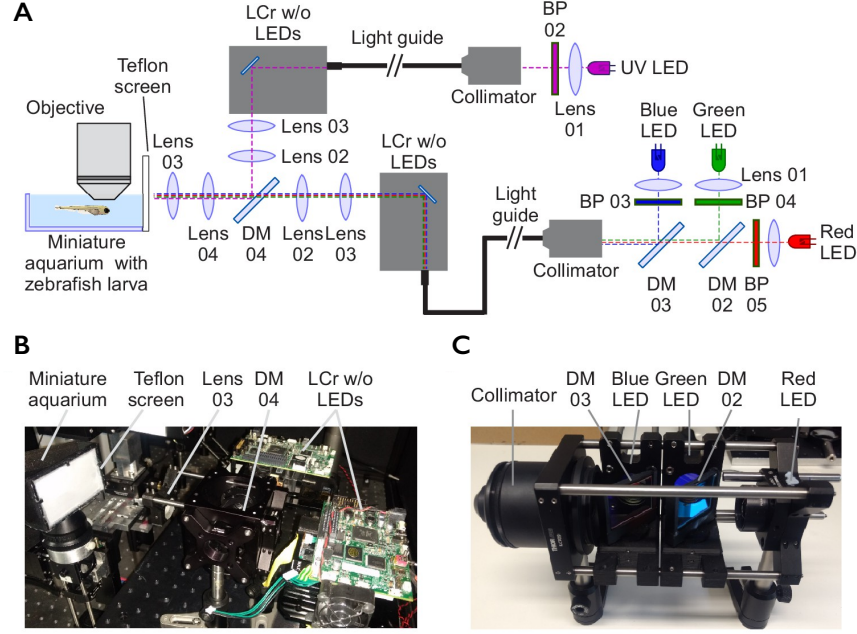 A
LCr w/o
LEDs
Light guide
BP
02
UV LED
Collimator
Lens
01
Teflon
screen
Objective
Lens
03
Lens 03
Lens 02
LCr w/o
LEDs
Blue
LED
Green
LED
Lens 01
BP 03
BP 04
Light
guide
Red
LED
Collimator
Lens
04
DM
04
Lens
02
Lens
03
Miniature
aquarium with
zebrafish larva
DM
03
DM
02
BP
05
B
Miniature
aquarium
Teflon
screen
Lens
03
DM
04
LCr w/o
LEDs
C
Collimator
DM
03
Blue
LED
Green
LED
DM
02
Red
LED